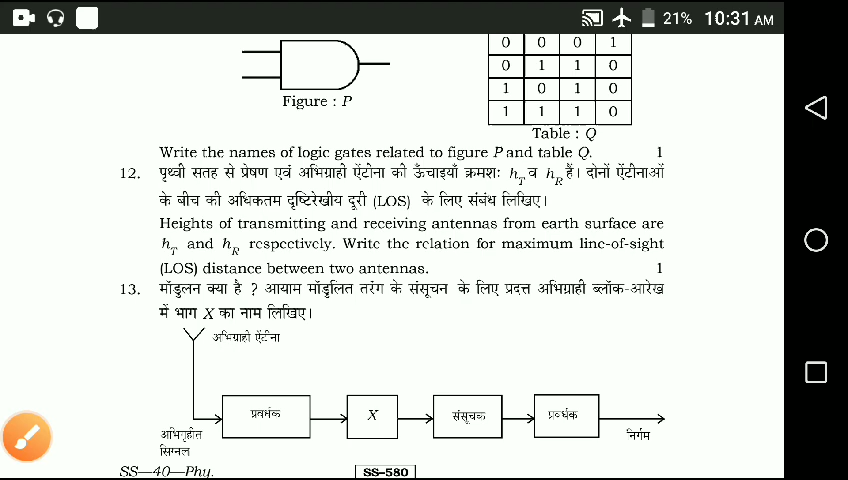 21% 10:31 AM
0 0 0 1
0 1 1 0
1 0 1 0
1 1 1 0
Figure : P
Table : Q
Write the names of logic gates related to figure P and table Q. 1
12. पृथ्वी सतह से प्रेषण एवं अभिग्राही ऐंटीना की ऊँचाइयाँ क्रमशः hT व hR हैं। दोनों ऐंटीनाओं
के बीच की अधिकतम दृष्टिरेखीय दूरी (LOS) के लिए संबंध लिखिए।
Heights of transmitting and receiving antennas from earth surface are
hT and hR respectively. Write the relation for maximum line-of-sight
(LOS) distance between two antennas. 1
13. मॉडुलन क्या है ? आयाम मॉडुलित तरंग के संसूचन के लिए प्रदत्त अभिग्राही ब्लॉक-आरेख
में भाग X का नाम लिखिए।
अभिग्राही ऐंटीना
प्रवर्धक X संसूचक प्रवर्धक
अभिगृहीत
सिग्नल
निर्गम
SS—40—Phy. SS-580